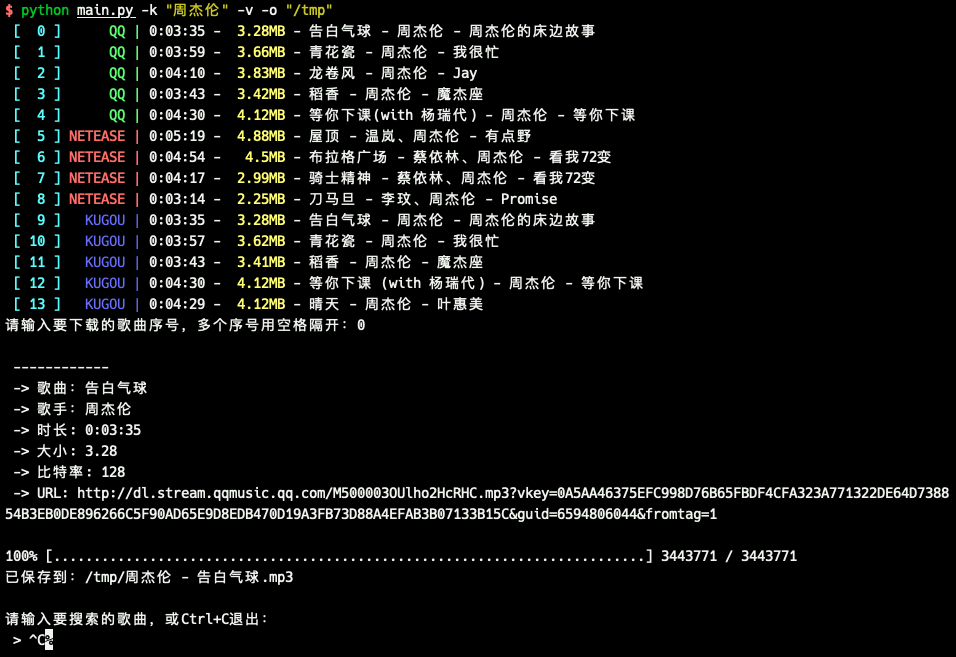 $ python main.py -k "周杰伦" -v -o "/tmp"
[ 0 ] QQ | 0:03:35 - 3.28MB - 告白气球 - 周杰伦 - 周杰伦的床边故事
[ 1 ] QQ | 0:03:59 - 3.66MB - 青花瓷 - 周杰伦 - 我很忙
[ 2 ] QQ | 0:04:10 - 3.83MB - 龙卷风 - 周杰伦 - Jay
[ 3 ] QQ | 0:03:43 - 3.42MB - 稻香 - 周杰伦 - 魔杰座
[ 4 ] QQ | 0:04:30 - 4.12MB - 等你下课(with 杨瑞代) - 周杰伦 - 等你下课
[ 5 ] NETEASE | 0:05:19 - 4.88MB - 屋顶 - 温岚、周杰伦 - 有点野
[ 6 ] NETEASE | 0:04:54 - 4.5MB - 布拉格广场 - 蔡依林、周杰伦 - 看我72变
[ 7 ] NETEASE | 0:04:17 - 2.99MB - 骑士精神 - 蔡依林、周杰伦 - 看我72变
[ 8 ] NETEASE | 0:03:14 - 2.25MB - 刀马旦 - 李玟、周杰伦 - Promise
[ 9 ] KUGOU | 0:03:35 - 3.28MB - 告白气球 - 周杰伦 - 周杰伦的床边故事
[ 10 ] KUGOU | 0:03:57 - 3.62MB - 青花瓷 - 周杰伦 - 我很忙
[ 11 ] KUGOU | 0:03:43 - 3.41MB - 稻香 - 周杰伦 - 魔杰座
[ 12 ] KUGOU | 0:04:30 - 4.12MB - 等你下课 (with 杨瑞代) - 周杰伦 - 等你下课
[ 13 ] KUGOU | 0:04:29 - 4.12MB - 晴天 - 周杰伦 - 叶惠美
请输入要下载的歌曲序号，多个序号用空格隔开：0
------------
-> 歌曲：告白气球
-> 歌手：周杰伦
-> 时长：0:03:35
-> 大小：3.28
-> 比特率：128
-> URL: http://dl.stream.qqmusic.qq.com/M500003OUlho2HcRHC.mp3?vkey=0A5AA46375EFC998D76B65FBDF4CFA323A771322DE64D7388
54B3EB0DE896266C5F90AD65E9D8EDB470D19A3FB73D88A4EFAB3B07133B15C&guid=6594806044&fromtag=1
100% [..........................................................................] 3443771 / 3443771
已保存到：/tmp/周杰伦 - 告白气球.mp3
请输入要搜索的歌曲，或Ctrl+C退出：
> ^C%